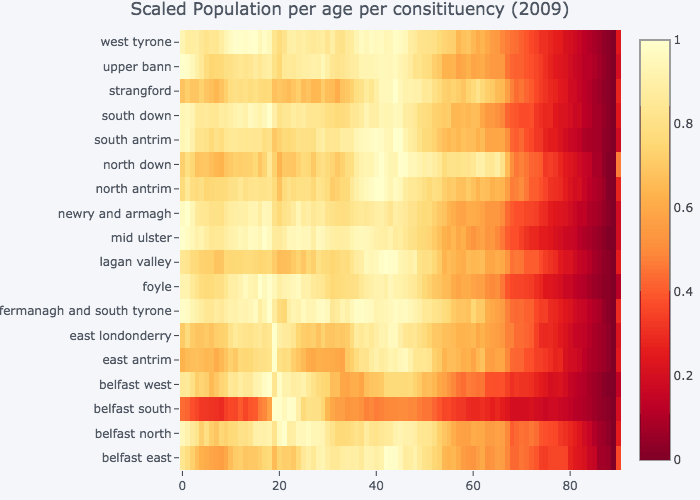 Scaled Population per age per consitituency (2009)
west tyrone
upper bann
strangford
south down
south antrim
north down
north antrim
newry and armagh
mid ulster
lagan valley
foyle
fermanagh and south tyrone
east londonderry
east antrim
belfast west
belfast south
belfast north
belfast east
0 20 40 60 80
1
0.8
0.6
0.4
0.2
0